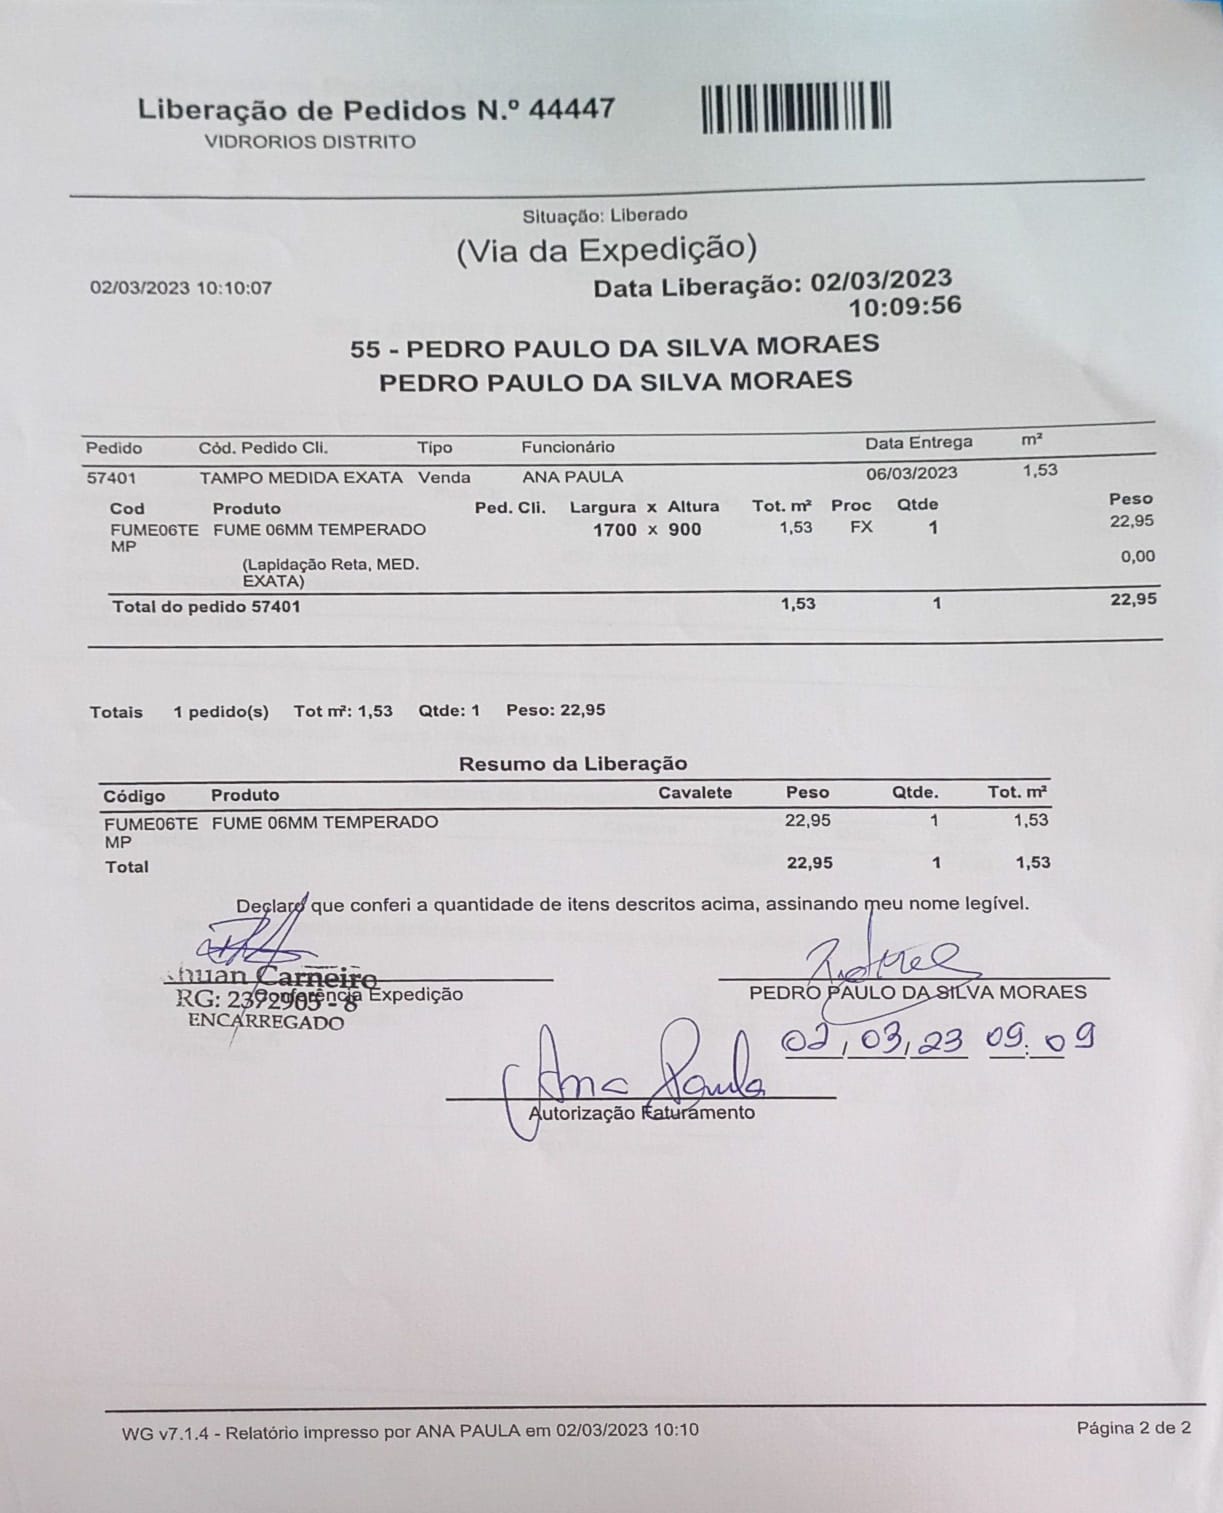 Liberação de Pedidos N.º 44447
VIDRORIOS DISTRITO
Situação: Liberado
(Via da Expedição)
02/03/2023 10:10:07 Data Liberação: 02/03/2023
10:09:56
55 - PEDRO PAULO DA SILVA MORAES
PEDRO PAULO DA SILVA MORAES
Pedido Cód. Pedido Cli. Tipo Funcionário Data Entrega m²
57401 TAMPO MEDIDA EXATA Venda ANA PAULA 06/03/2023 1,53
Cod Produto Ped. Cli. Largura x Altura Tot. m² Proc Qtde Peso
FUME06TE FUME 06MM TEMPERADO 1700 x 900 1,53 FX 1 22,95
MP
(Lapidação Reta, MED. 0,00
EXATA)
Total do pedido 57401 1,53 1 22,95
Totais 1 pedido(s) Tot m²: 1,53 Qtde: 1 Peso: 22,95
Resumo da Liberação
Código Produto Cavalete Peso Qtde. Tot. m²
FUME06TE FUME 06MM TEMPERADO 22,95 1 1,53
MP
Total 22,95 1 1,53
Declaro que conferi a quantidade de itens descritos acima, assinando meu nome legível.
huan Carneiro
RG: 2372905 - 8
Conferência Expedição
ENCARREGADO
PEDRO PAULO DA SILVA MORAES
02, 03, 23 09:09
Ana Paula
Autorização Faturamento
WG v7.1.4 - Relatório impresso por ANA PAULA em 02/03/2023 10:10 Página 2 de 2